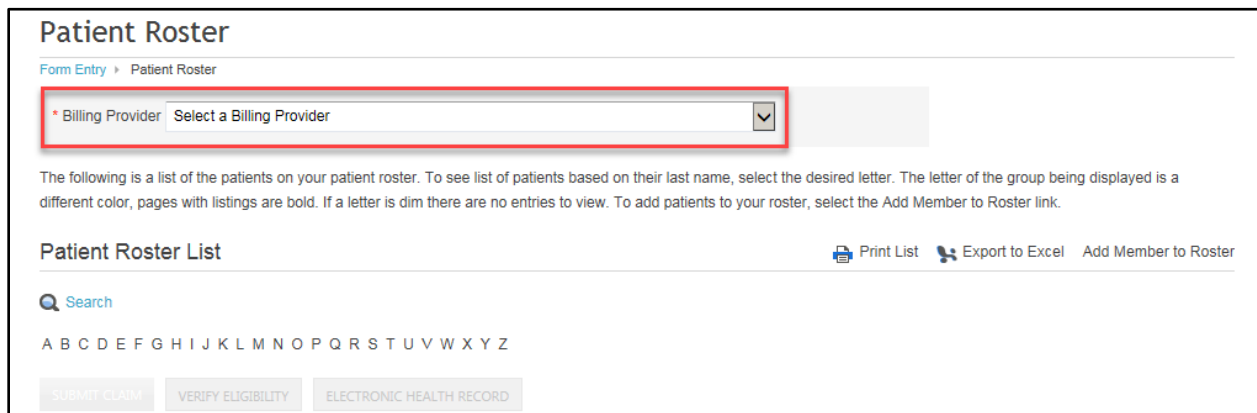 Patient Roster
Form Entry ▸ Patient Roster
* Billing Provider Select a Billing Provider
The following is a list of the patients on your patient roster. To see list of patients based on their last name, select the desired letter. The letter of the group being displayed is a
different color, pages with listings are bold. If a letter is dim there are no entries to view. To add patients to your roster, select the Add Member to Roster link.
Patient Roster List Print List Export to Excel Add Member to Roster
Search
A B C D E F G H I J K L M N O P Q R S T U V W X Y Z
SUBMIT CLAIM VERIFY ELIGIBILITY ELECTRONIC HEALTH RECORD